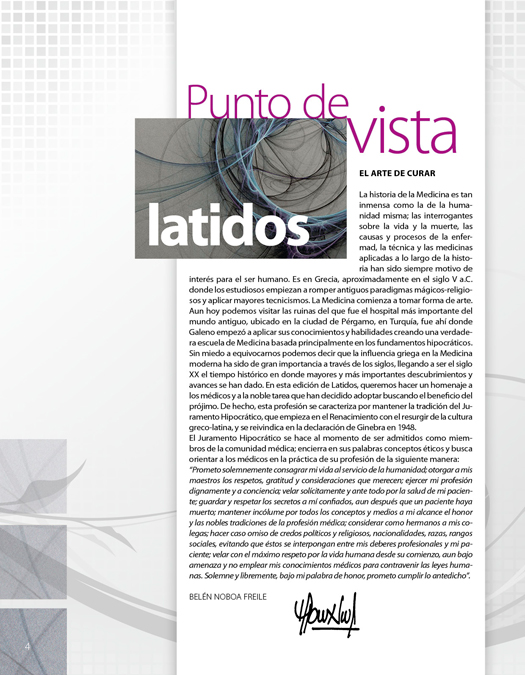 Punto de
vista
latidos
EL ARTE DE CURAR
La historia de la Medicina es tan
inmensa como la de la huma-
nidad misma; las interrogantes
sobre la vida y la muerte, las
causas y procesos de la enfer-
mad, la técnica y las medicinas
aplicadas a lo largo de la histo-
ria han sido siempre motivo de
interés para el ser humano. Es en Grecia, aproximadamente en el siglo V a.C.
donde los estudiosos empiezan a romper antiguos paradigmas mágicos-religio-
sos y aplicar mayores tecnicismos. La Medicina comienza a tomar forma de arte.
Aun hoy podemos visitar las ruinas del que fue el hospital más importante del
mundo antiguo, ubicado en la ciudad de Pérgamo, en Turquía, fue ahí donde
Galeno empezó a aplicar sus conocimientos y habilidades creando una verdade-
ra escuela de Medicina basada principalmente en los fundamentos hipocráticos.
Sin miedo a equivocarnos podemos decir que la influencia griega en la Medicina
moderna ha sido de gran importancia a través de los siglos, llegando a ser el siglo
XX el tiempo histórico en donde mayores y más importantes descubrimientos y
avances se han dado. En esta edición de Latidos, queremos hacer un homenaje a
los médicos y a la noble tarea que han decidido adoptar buscando el beneficio del
prójimo. De hecho, esta profesión se caracteriza por mantener la tradición del Ju-
ramento Hipocrático, que empieza en el Renacimiento con el resurgir de la cultura
greco-latina, y se reivindica en la declaración de Ginebra en 1948.
El Juramento Hipocrático se hace al momento de ser admitidos como miem-
bros de la comunidad médica; encierra en sus palabras conceptos éticos y busca
orientar a los médicos en la práctica de su profesión de la siguiente manera:
“Prometo solemnemente consagrar mi vida al servicio de la humanidad; otorgar a mis
maestros los respetos, gratitud y consideraciones que merecen; ejercer mi profesión
dignamente y a conciencia; velar solícitamente y ante todo por la salud de mi pacien-
te; guardar y respetar los secretos a mí confiados, aun después que un paciente haya
muerto; mantener incólume por todos los conceptos y medios a mi alcance el honor
y las nobles tradiciones de la profesión médica; considerar como hermanos a mis co-
legas; hacer caso omiso de credos políticos y religiosos, nacionalidades, razas, rangos
sociales, evitando que éstos se interpongan entre mis deberes profesionales y mi pa-
ciente; velar con el máximo respeto por la vida humana desde su comienzo, aun bajo
amenaza y no emplear mis conocimientos médicos para contravenir las leyes huma-
nas. Solemne y libremente, bajo mi palabra de honor, prometo cumplir lo antedicho”.
BELÉN NOBOA FREILE
4